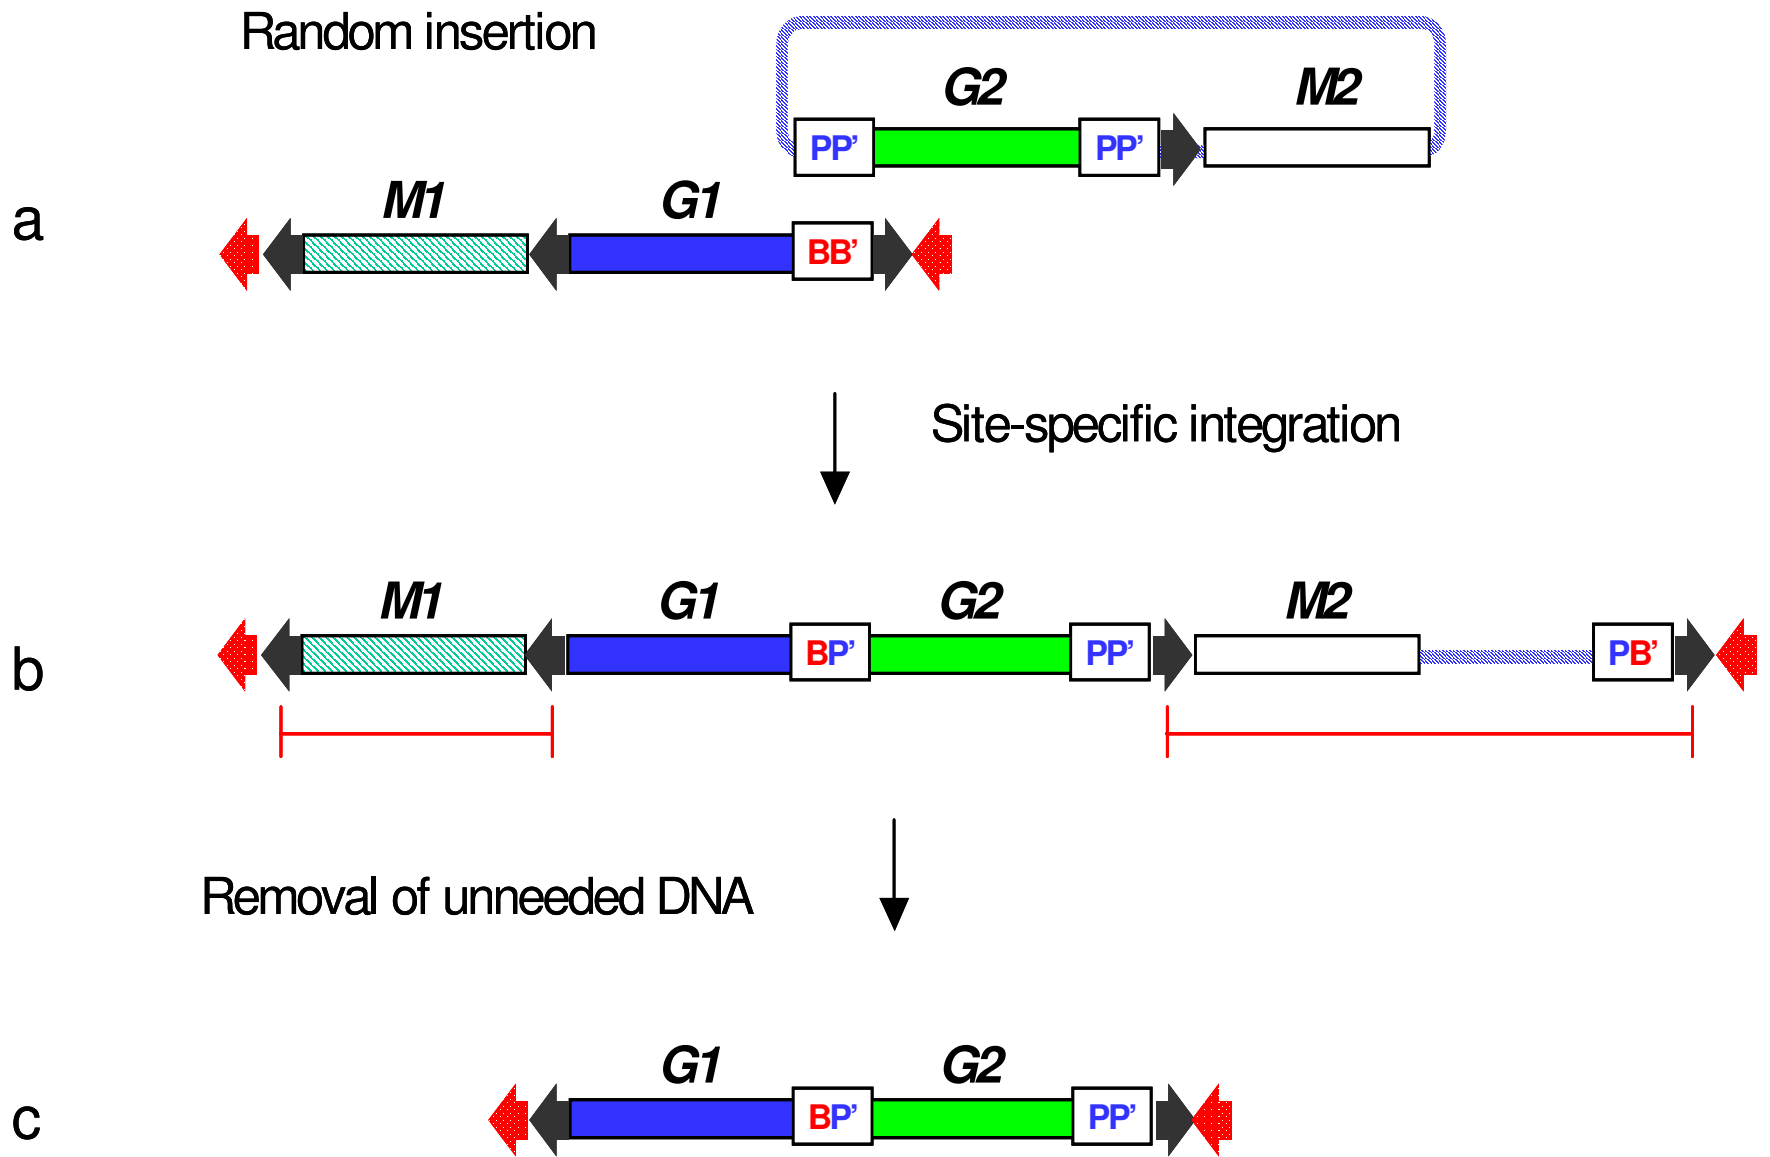 Random insertion
G2 M2
PP’ PP’
a
M1 G1
BB’
Site-specific integration
b
M1 G1 G2 M2
BP’ PP’ PB’
Removal of unneeded DNA
c
G1 G2
BP’ PP’